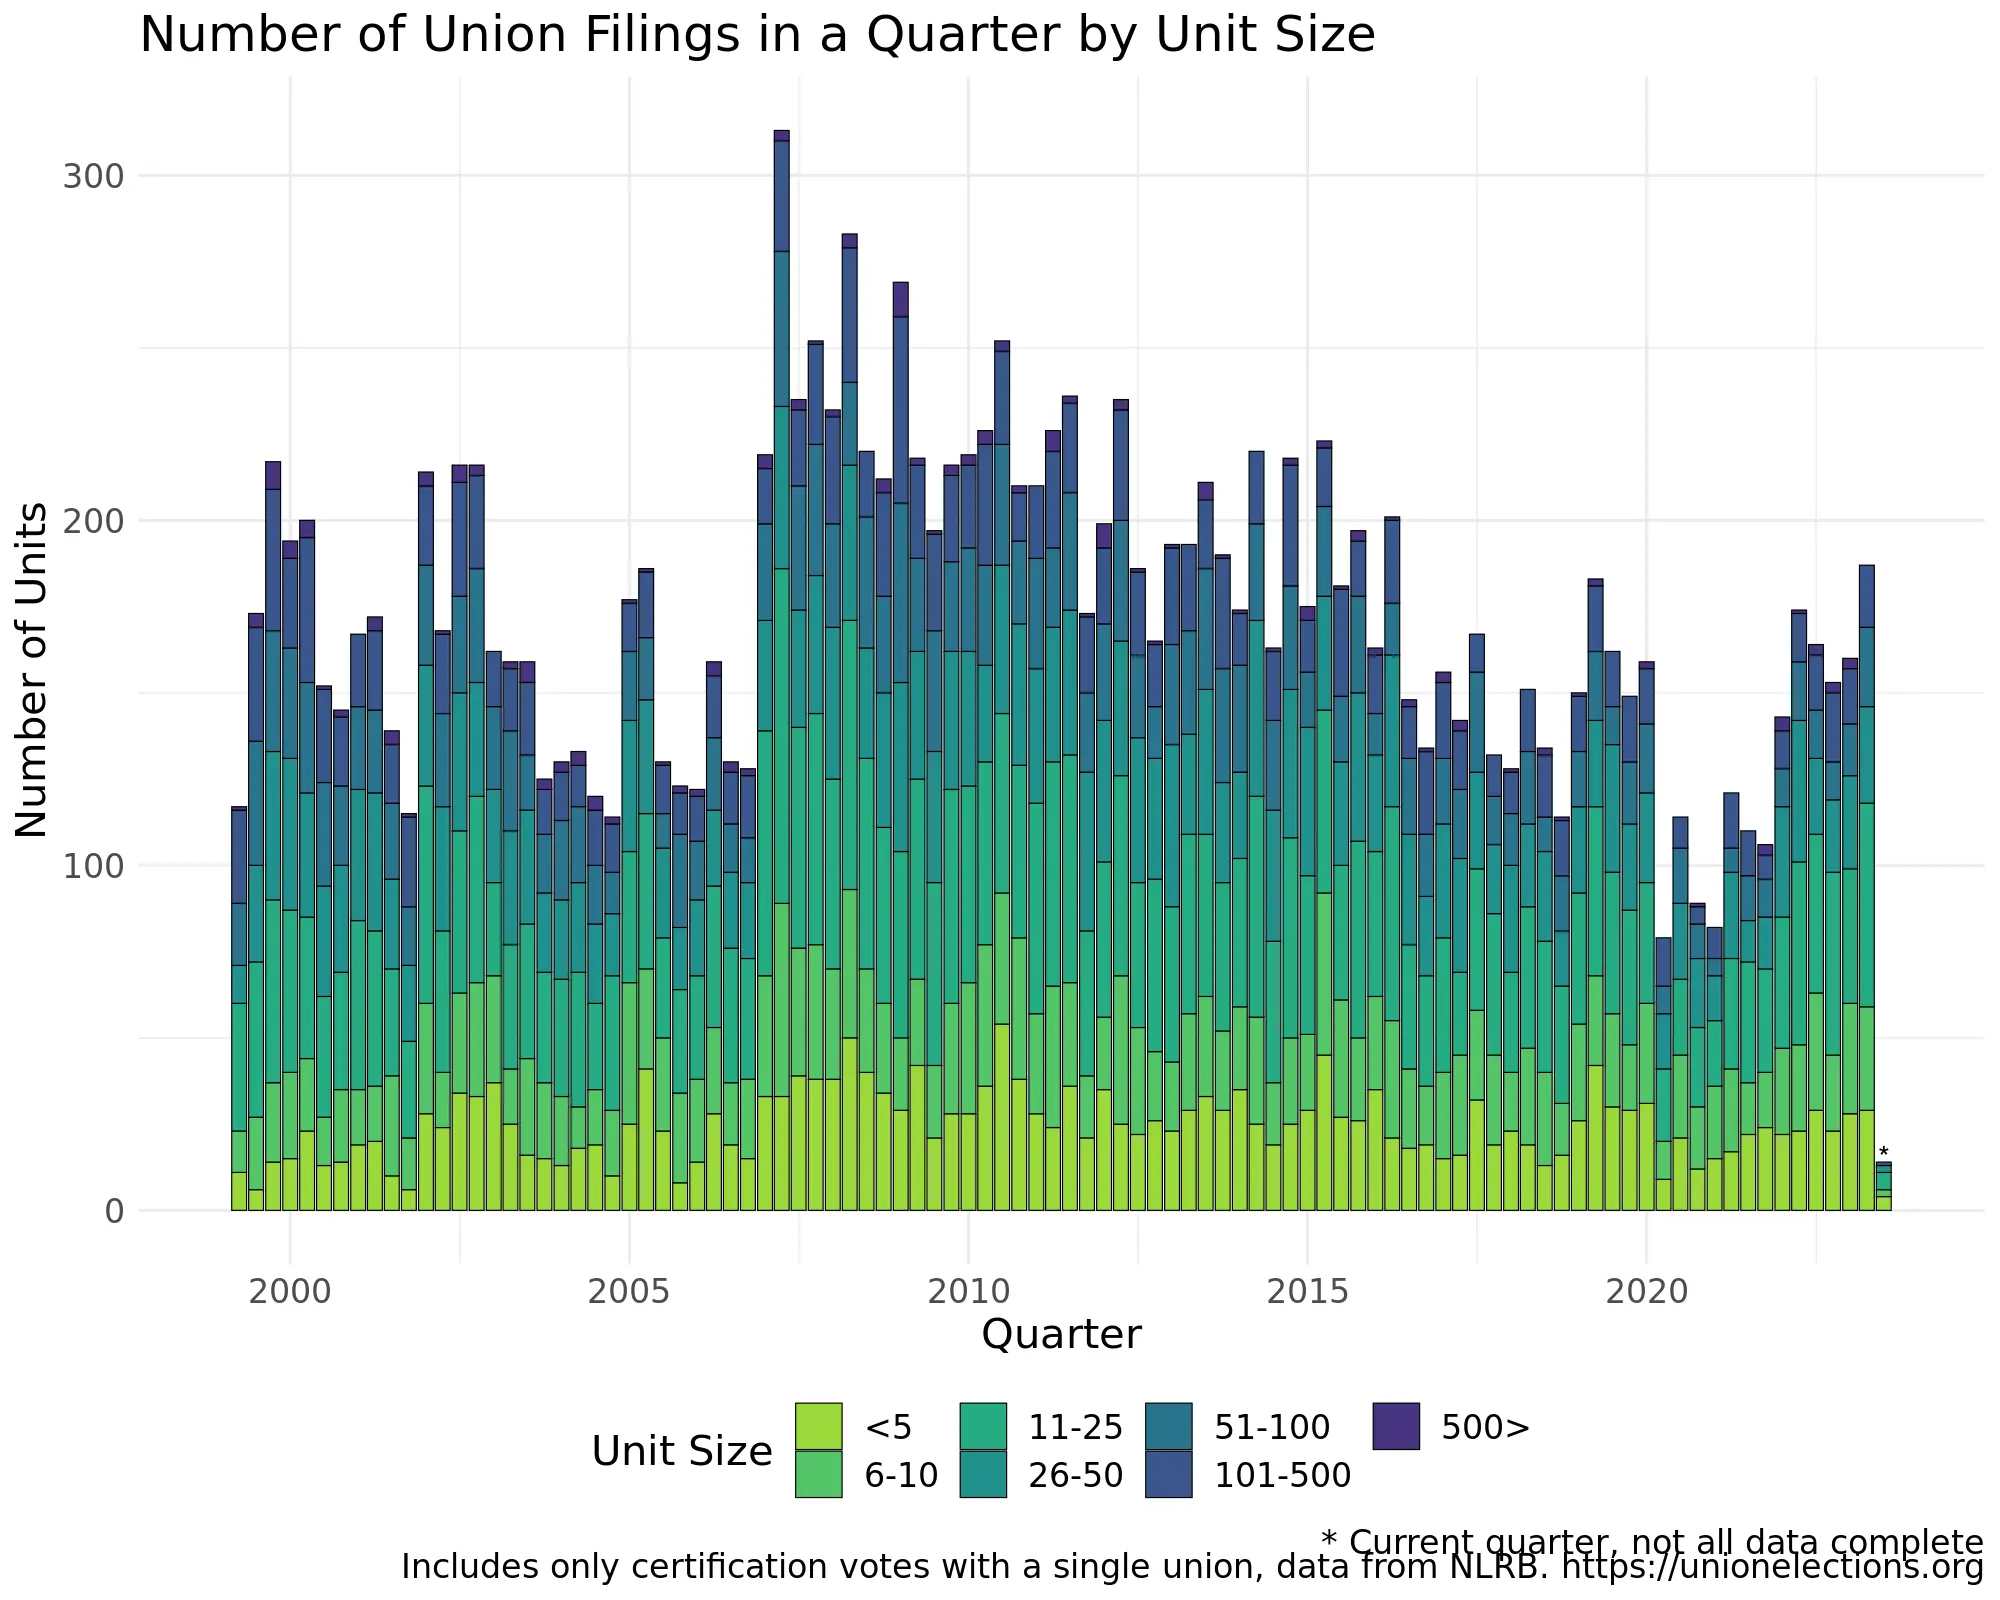 Number of Union Filings in a Quarter by Unit Size
Number of Units
300
200
100
0
*
2000 2005 2010 2015 2020
Quarter
Unit Size
<5 11-25 51-100 500>
6-10 26-50 101-500
* Current quarter, not all data complete
Includes only certification votes with a single union, data from NLRB. https://unionelections.org